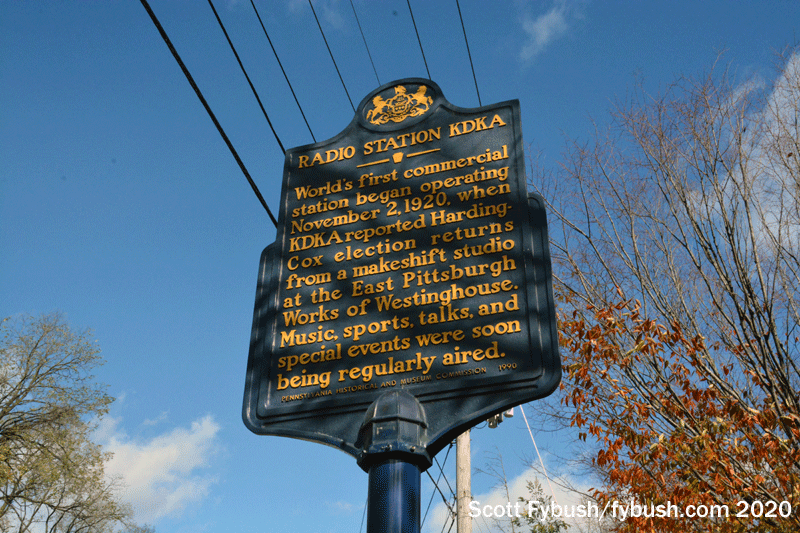 RADIO STATION KDKA
World's first commercial
station began operating
November 2, 1920, when
KDKA reported Harding-
Cox election returns
from a makeshift studio
at the East Pittsburgh
Works of Westinghouse.
Music, sports, talks, and
special events were soon
being regularly aired.
PENNSYLVANIA HISTORICAL AND MUSEUM COMMISSION 1990
Scott Fybush/fybush.com 2020